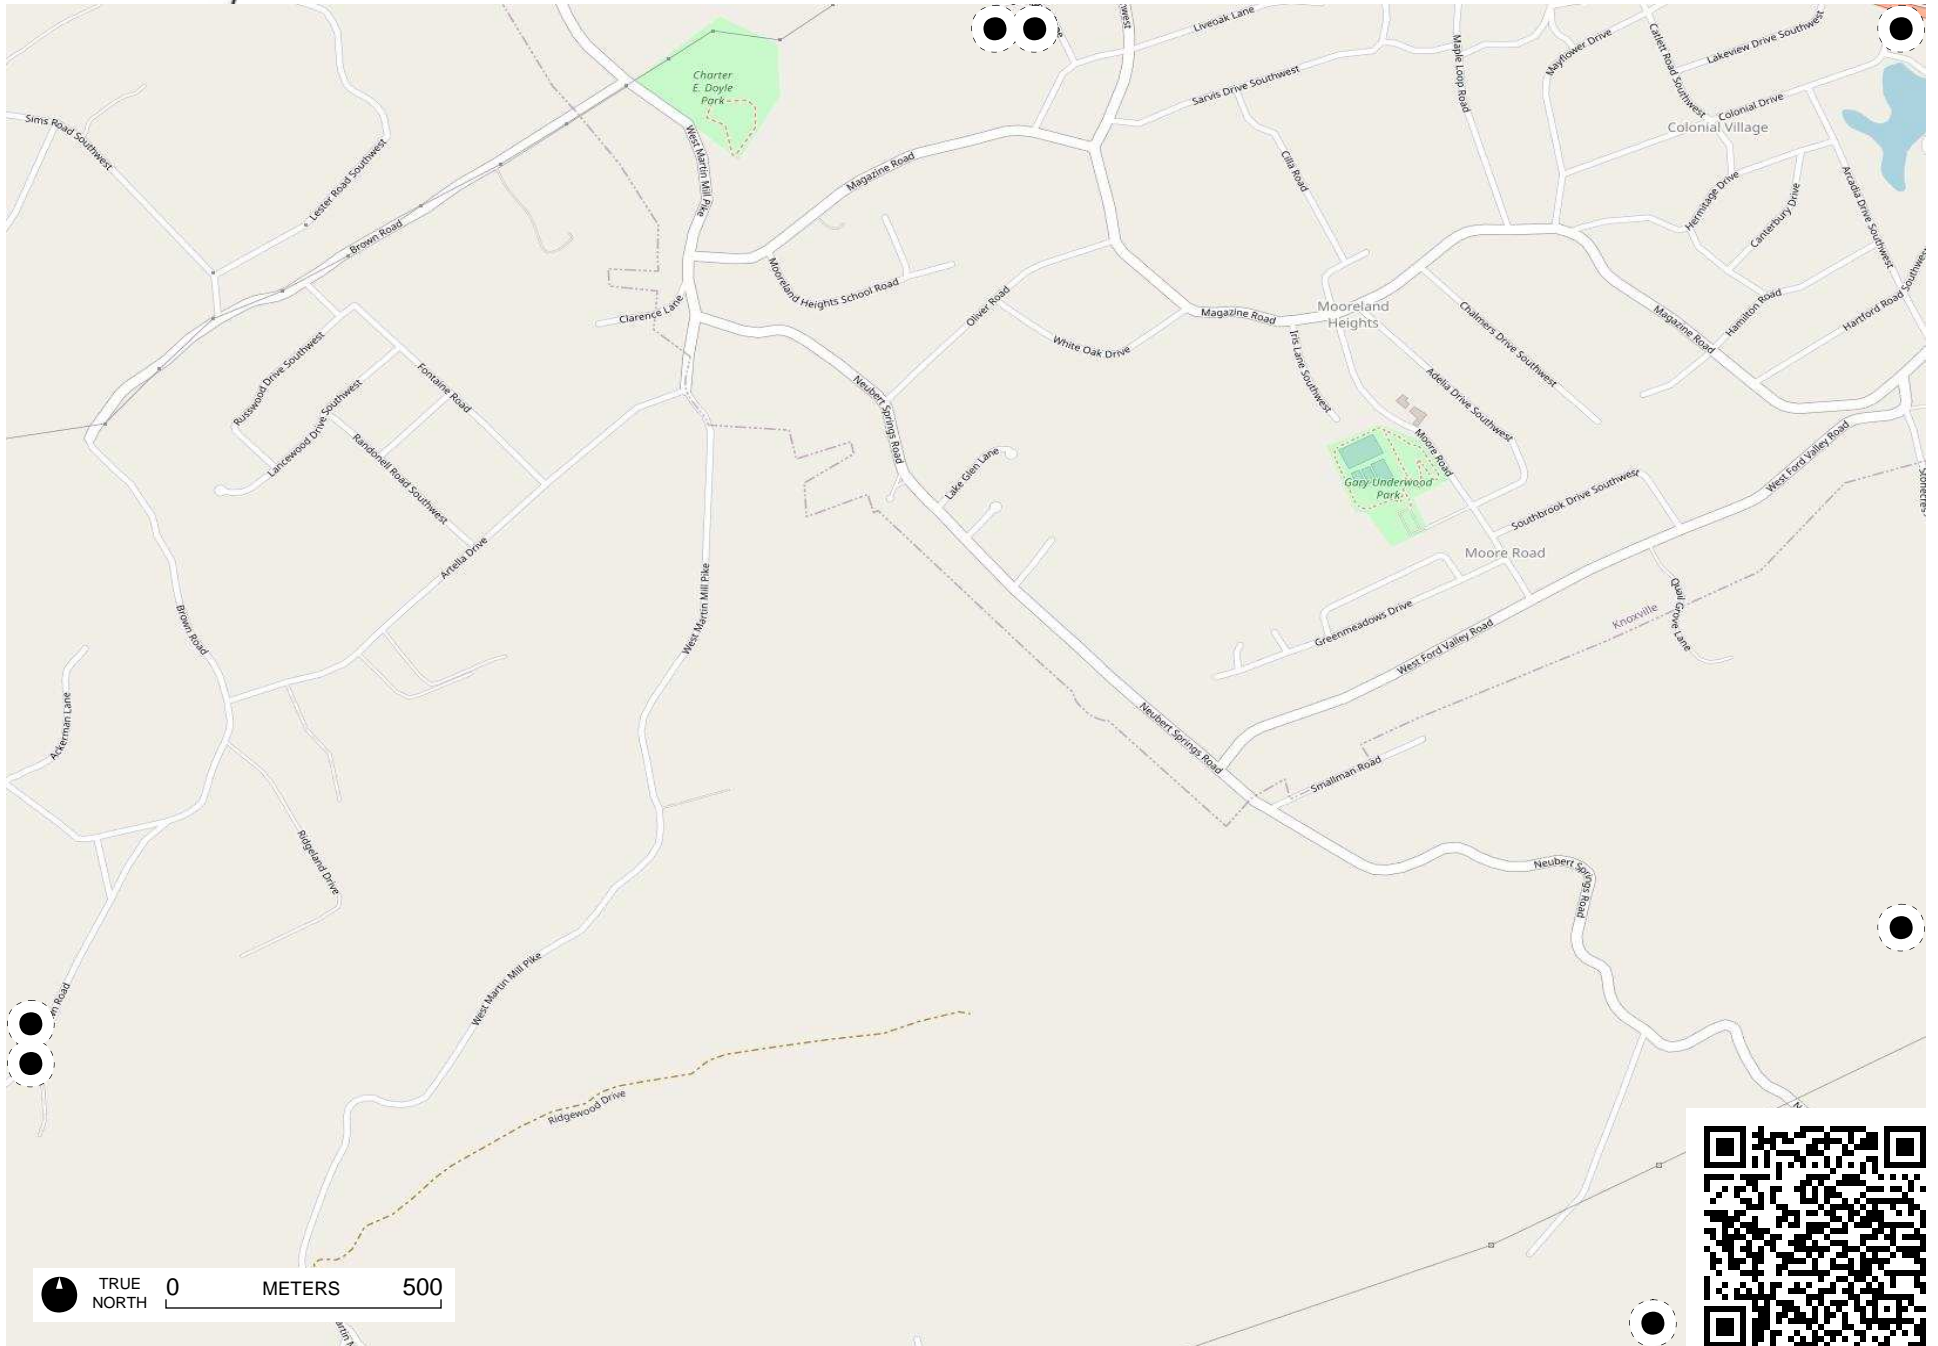 Liveoak Lane
Mayflower Drive
Catlett Road Southwest
Lakeview Drive Southwest
Maple Loop Road
Charter
E. Doyle
Park
Sarvis Drive Southwest
Colonial Drive
Colonial Village
Sims Road Southwest
West Martin Mill Pike
Magazine Road
Cilla Road
Lester Road Southwest
Hermitage Drive
Canterbury Drive
Arcadia Drive Southwest
Brown Road
Mooreland Heights School Road
Clarence Lane
Oliver Road
Magazine Road
Mooreland
Heights
Chalmers Drive Southwest
Magazine Road
Hamilton Road
Hartford Road Southwest
White Oak Drive
Iris Lane Southwest
Russwood Drive Southwest
Fontaine Road
Lancewood Drive Southwest
Neubert Springs Road
Adelia Drive Southwest
Randonell Road Southwest
Lake Glen Lane
Moore Road
Gary Underwood
Park
West Ford Valley Road
Southbrook Drive Southwest
Moore Road
Artella Drive
West Martin Mill Pike
Brown Road
Greenmeadows Drive
Quail Grove Lane
Knoxville
West Ford Valley Road
Ackerman Lane
Neubert Springs Road
Smallman Road
Ridgeland Drive
Neubert Springs Road
West Martin Mill Pike
Ridgewood Drive
TRUE
NORTH
0 METERS 500